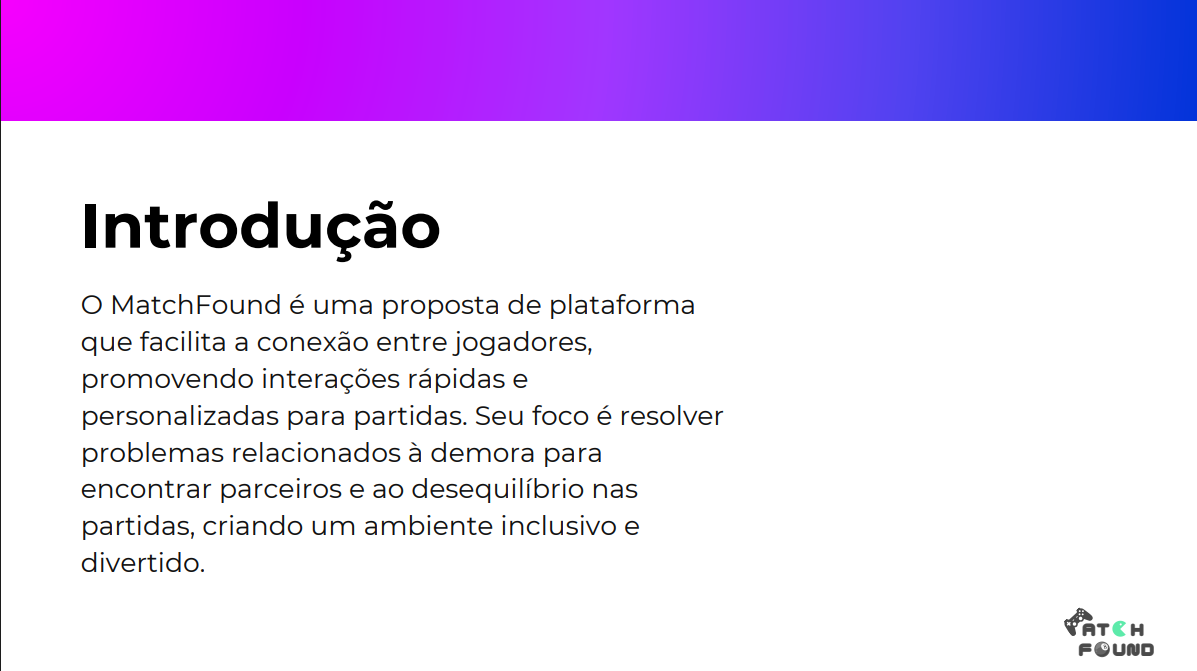 Introdução
O MatchFound é uma proposta de plataforma
que facilita a conexão entre jogadores,
promovendo interações rápidas e
personalizadas para partidas. Seu foco é resolver
problemas relacionados à demora para
encontrar parceiros e ao desequilíbrio nas
partidas, criando um ambiente inclusivo e
divertido.
MATCH
FOUND